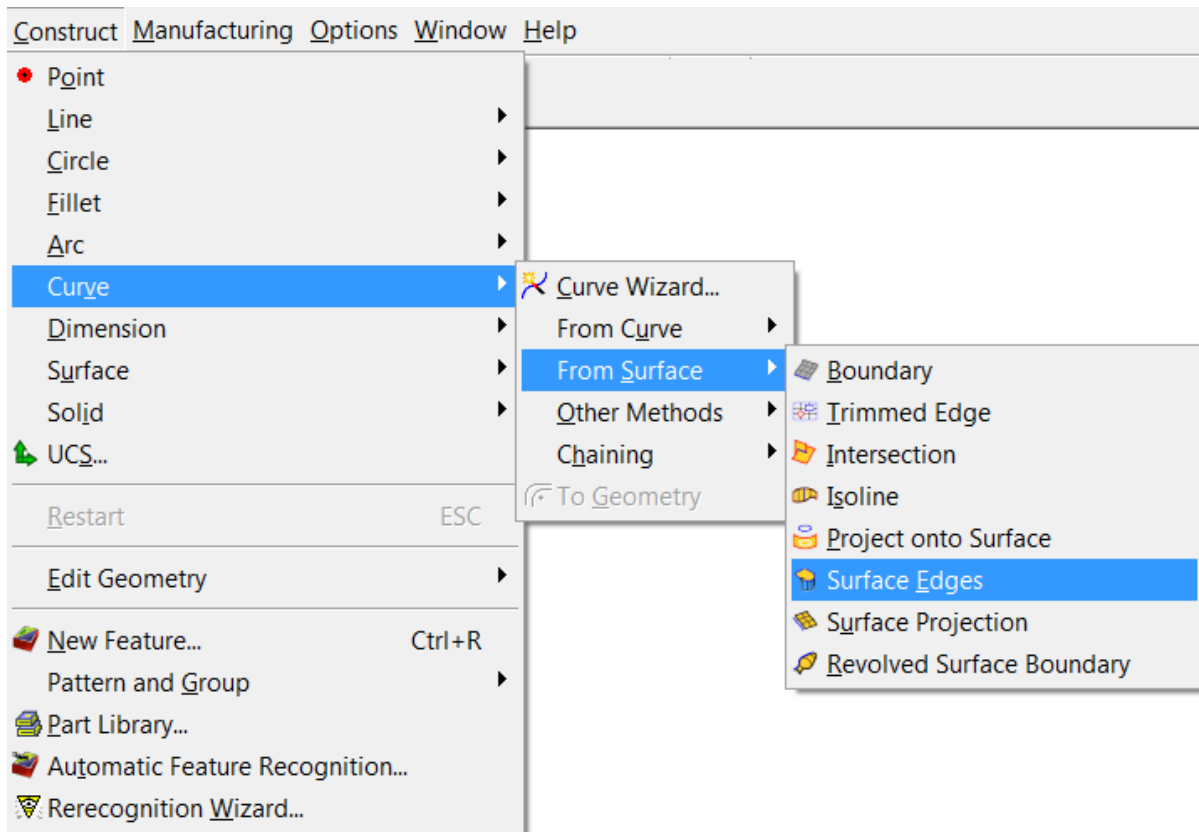 Construct Manufacturing Options Window Help
Point
Line
Circle
Fillet
Arc
Curve
Dimension
Surface
Solid
UCS...
Restart ESC
Edit Geometry
New Feature... Ctrl+R
Pattern and Group
Part Library...
Automatic Feature Recognition...
Rerecognition Wizard...
Curve Wizard...
From Curve
From Surface
Other Methods
Chaining
To Geometry
Boundary
Trimmed Edge
Intersection
Isoline
Project onto Surface
Surface Edges
Surface Projection
Revolved Surface Boundary